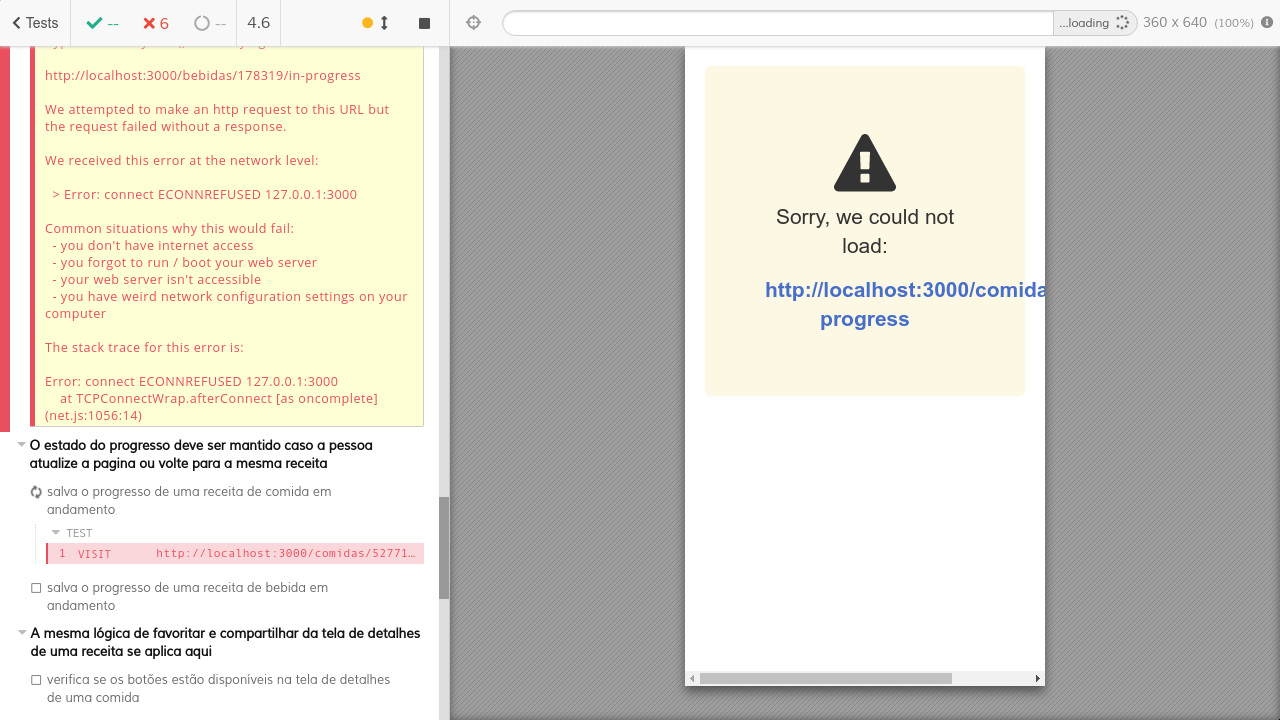 Tests
--
6
--
4.6
...loading
360 x 640 (100%)
http://localhost:3000/bebidas/178319/in-progress
We attempted to make an http request to this URL but
the request failed without a response.
We received this error at the network level:
> Error: connect ECONNREFUSED 127.0.0.1:3000
Common situations why this would fail:
- you don't have internet access
- you forgot to run / boot your web server
- your web server isn't accessible
- you have weird network configuration settings on your
computer
The stack trace for this error is:
Error: connect ECONNREFUSED 127.0.0.1:3000
at TCPConnectWrap.afterConnect [as oncomplete]
(net.js:1056:14)
O estado do progresso deve ser mantido caso a pessoa
atualize a pagina ou volte para a mesma receita
salva o progresso de uma receita de comida em
andamento
TEST
1 VISIT http://localhost:3000/comidas/52771…
salva o progresso de uma receita de bebida em
andamento
A mesma lógica de favoritar e compartilhar da tela de detalhes
de uma receita se aplica aqui
verifica se os botões estão disponíveis na tela de detalhes
de uma comida
Sorry, we could not
load:
http://localhost:3000/comida
progress